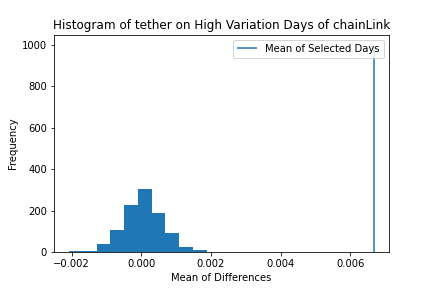 Histogram of tether on High Variation Days of chainLink
Mean of Selected Days
Frequency
1000
800
600
400
200
0
−0.002
0.000
0.002
0.004
0.006
Mean of Differences